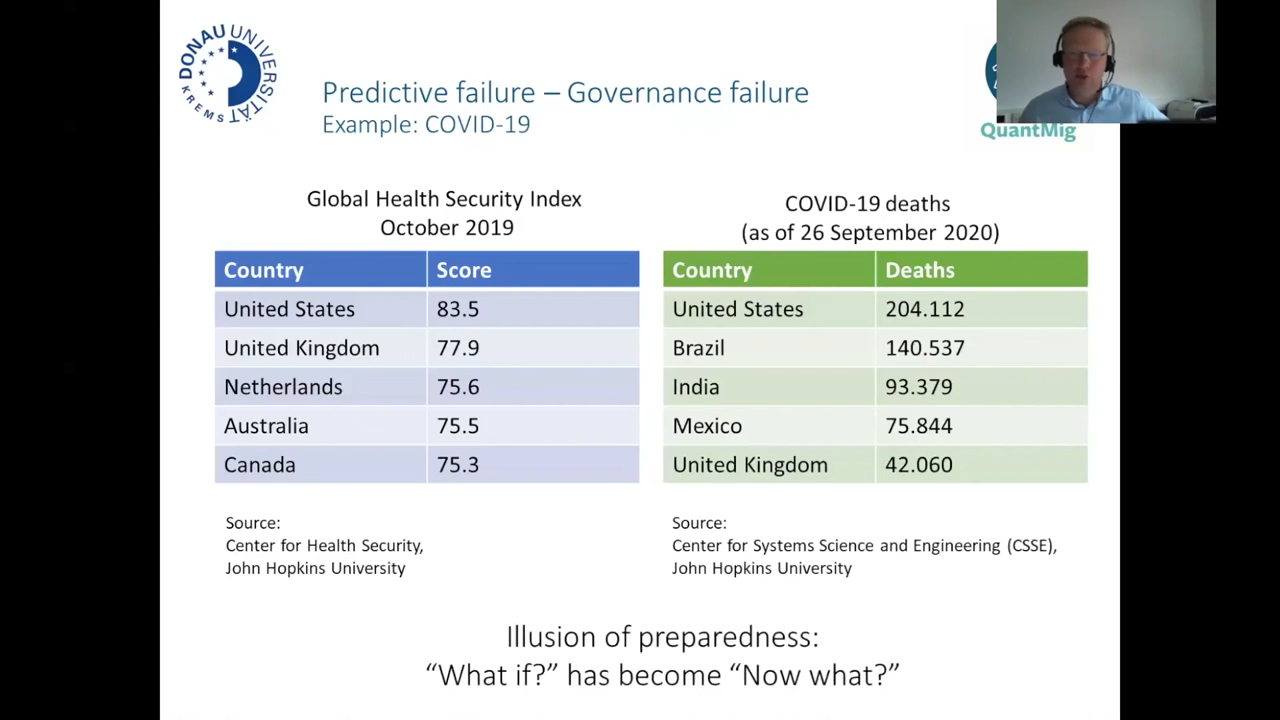 DONAU UNIVERSITÄT
KREMS
Predictive failure – Governance failure
Example: COVID-19
QuantMig
Global Health Security Index
October 2019
Country Score
United States 83.5
United Kingdom 77.9
Netherlands 75.6
Australia 75.5
Canada 75.3
Source:
Center for Health Security,
John Hopkins University
COVID-19 deaths
(as of 26 September 2020)
Country Deaths
United States 204.112
Brazil 140.537
India 93.379
Mexico 75.844
United Kingdom 42.060
Source:
Center for Systems Science and Engineering (CSSE),
John Hopkins University
Illusion of preparedness:
“What if?” has become “Now what?”